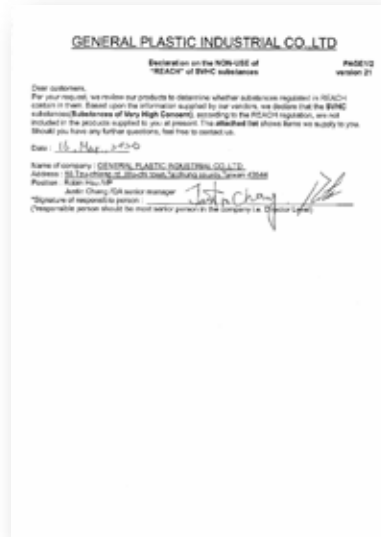 GENERAL PLASTIC INDUSTRIAL CO.,LTD
Declaration on the NON-USE of PAGE1/2
"REACH" of SVHC substances version 21
Dear customers,
Per your request, we review our products to determine whether substances regulated in REACH
contain in them. Based upon the information supplied by our vendors, we declare that the SVHC
substances(Substances of Very High Concern), according to the REACH regulation, are not
included in the products supplied to you at present. The attached list shows items we supply to you.
Should you have any further questions, feel free to contact us.
Date : 16, Mar, 2020
Name of company : GENERAL PLASTIC INDUSTRIAL CO.,LTD.
Address : Taiwan 43544
Position : Robin Hsu/VP
Justin Chang /QA senior manager
*Signature of responsible person : Justin Chang
(*responsible person should be most senior person in the company i.e. Director Level)